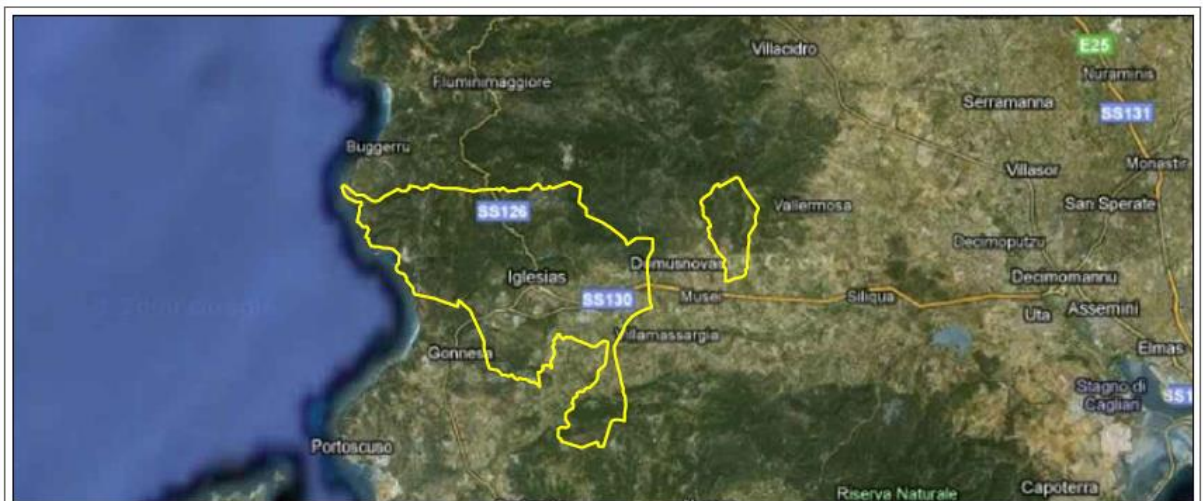 Villacidro
E25
Nuraminis
Fluminimaggiore
Serramanna
SS131
Buggerru
Monastir
Villasor
SS126
Vallermosa
San Sperate
Decimoputzu
Iglesias
Domusnovas
Decimomannu
SS130
Musei
Siliqua
Uta
Assemini
Villamassargia
Gonnesa
Elmas
Stagno di
Cagliari
SS1
Portoscuso
Capoterra
Riserva Naturale